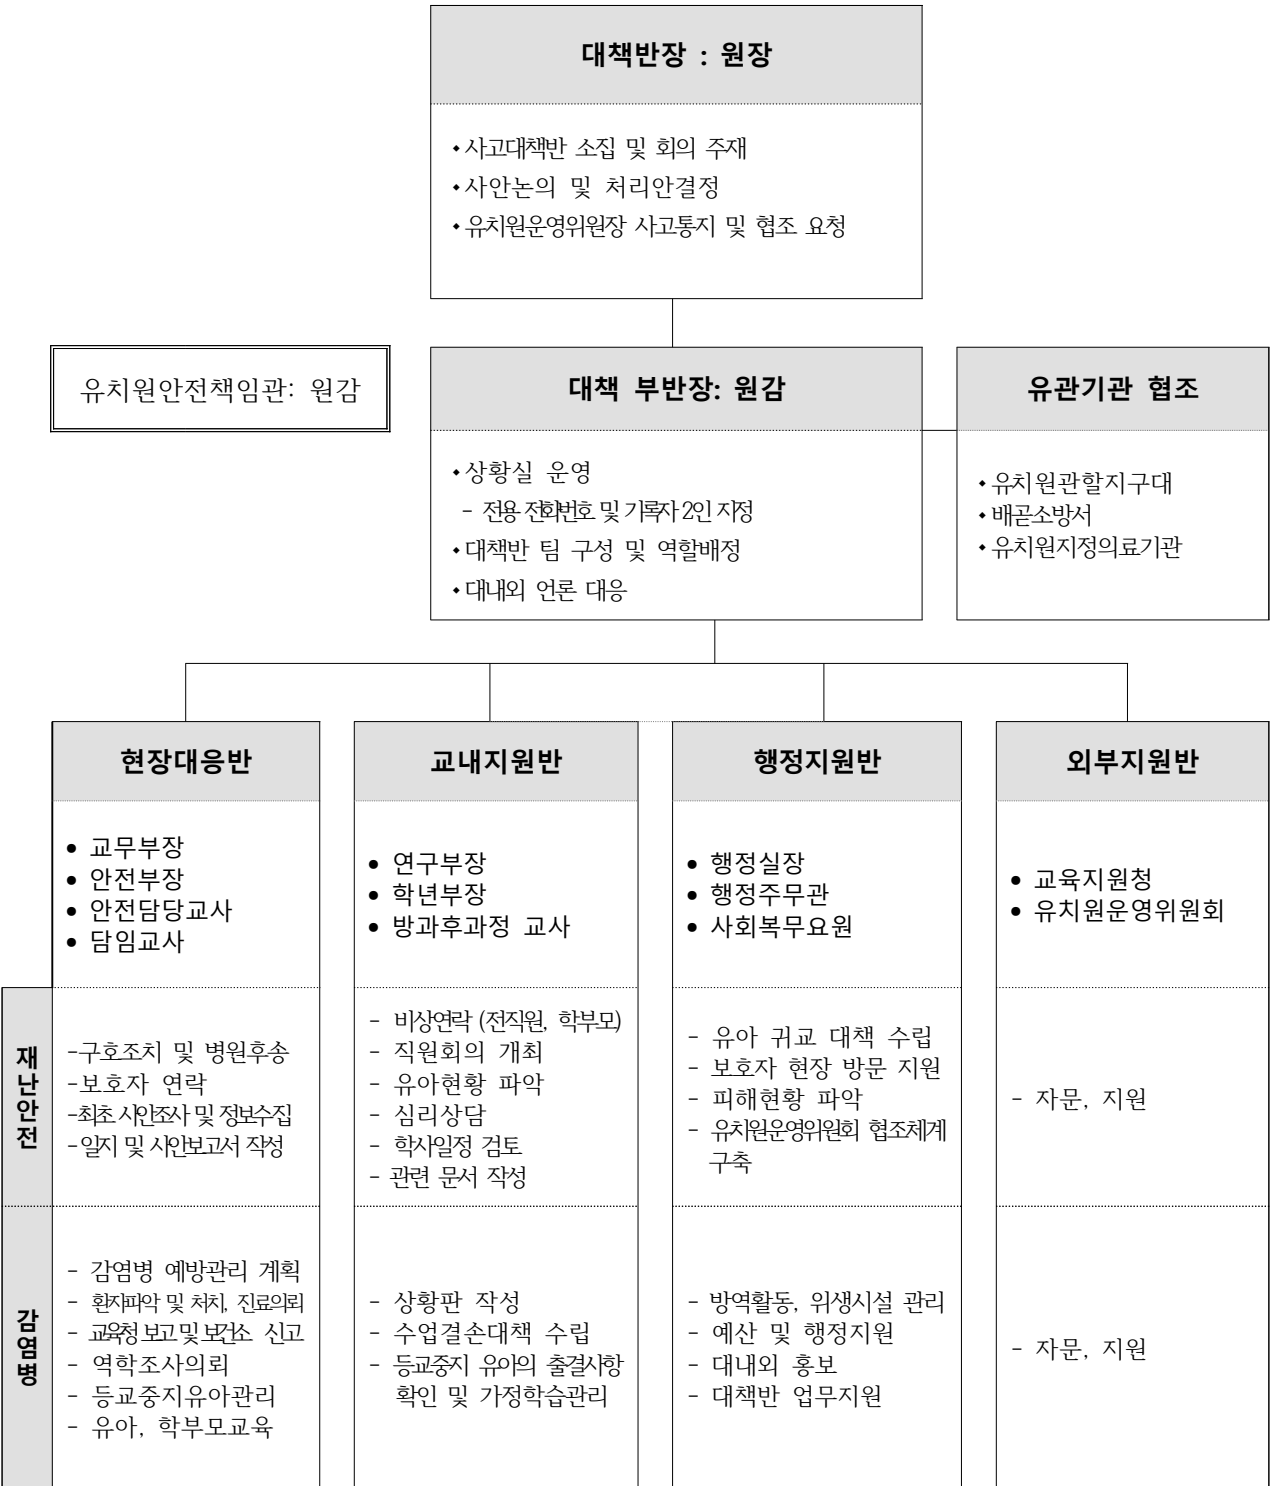 대책반장 : 원장
◆사고대책반 소집 및 회의 주재
◆사안논의 및 처리안결정
◆유치원운영위원장 사고통지 및 협조 요청
유치원안전책임관: 원감
대책 부반장: 원감
◆상황실 운영
- 전용 전화번호 및 기록자 2인 지정
◆대책반 팀 구성 및 역할배정
◆대내외 언론 대응
유관기관 협조
◆유치원관할지구대
◆배곧소방서
◆유치원지정의료기관
현장대응반
● 교무부장
● 안전부장
● 안전담당교사
● 담임교사
교내지원반
● 연구부장
● 학년부장
● 방과후과정 교사
행정지원반
● 행정실장
● 행정주무관
● 사회복무요원
외부지원반
● 교육지원청
● 유치원운영위원회
재난안전
-구호조치 및 병원후송
-보호자 연락
-최초 사안조사 및 정보수집
-일지 및 사안보고서 작성
- 비상연락 (전직원, 학부모)
- 직원회의 개최
- 유아현황 파악
- 심리상담
- 학사일정 검토
- 관련 문서 작성
- 유아 귀교 대책 수립
- 보호자 현장 방문 지원
- 피해현황 파악
- 유치원운영위원회 협조체계
구축
- 자문, 지원
감염병
- 감염병 예방관리 계획
- 환자파악 및 처치, 진료의뢰
- 교육청 보고 및 보건소 신고
- 역학조사의뢰
- 등교중지유아관리
- 유아, 학부모교육
- 상황판 작성
- 수업결손대책 수립
- 등교중지 유아의 출결사항
확인 및 가정학습관리
- 방역활동, 위생시설 관리
- 예산 및 행정지원
- 대내외 홍보
- 대책반 업무지원
- 자문, 지원